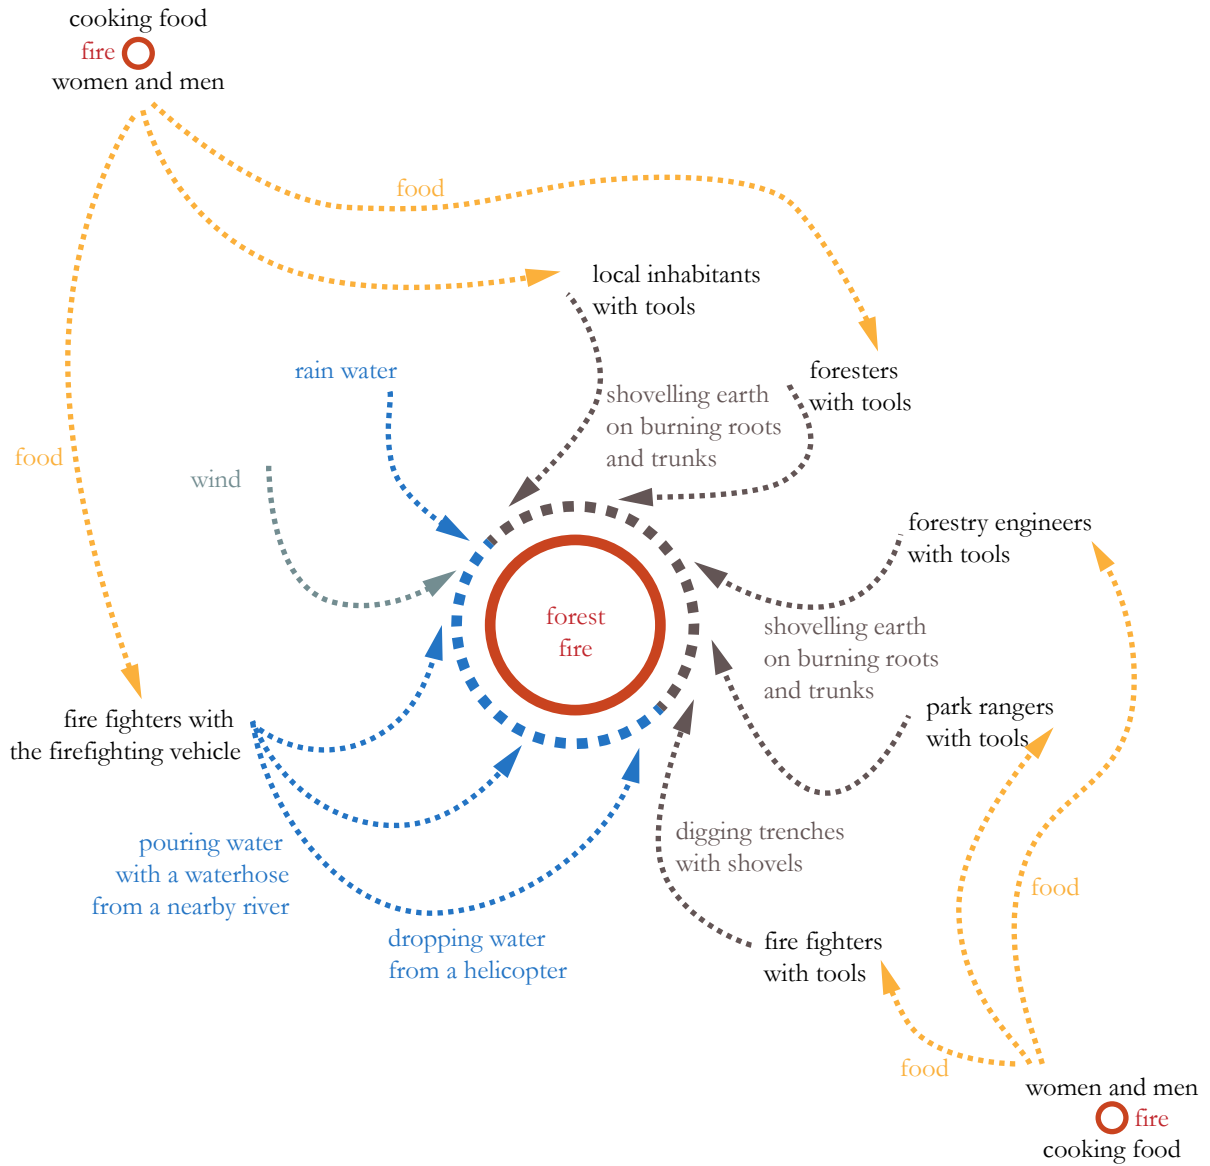 cooking food
fire
women and men
food
local inhabitants
with tools
rain water
foresters
with tools
shovelling earth
on burning roots
and trunks
food
wind
forestry engineers
with tools
forest
fire
shovelling earth
on burning roots
and trunks
park rangers
with tools
fire fighters with
the firefighting vehicle
pouring water
with a waterhose
from a nearby river
digging trenches
with shovels
food
dropping water
from a helicopter
fire fighters
with tools
food
women and men
fire
cooking food